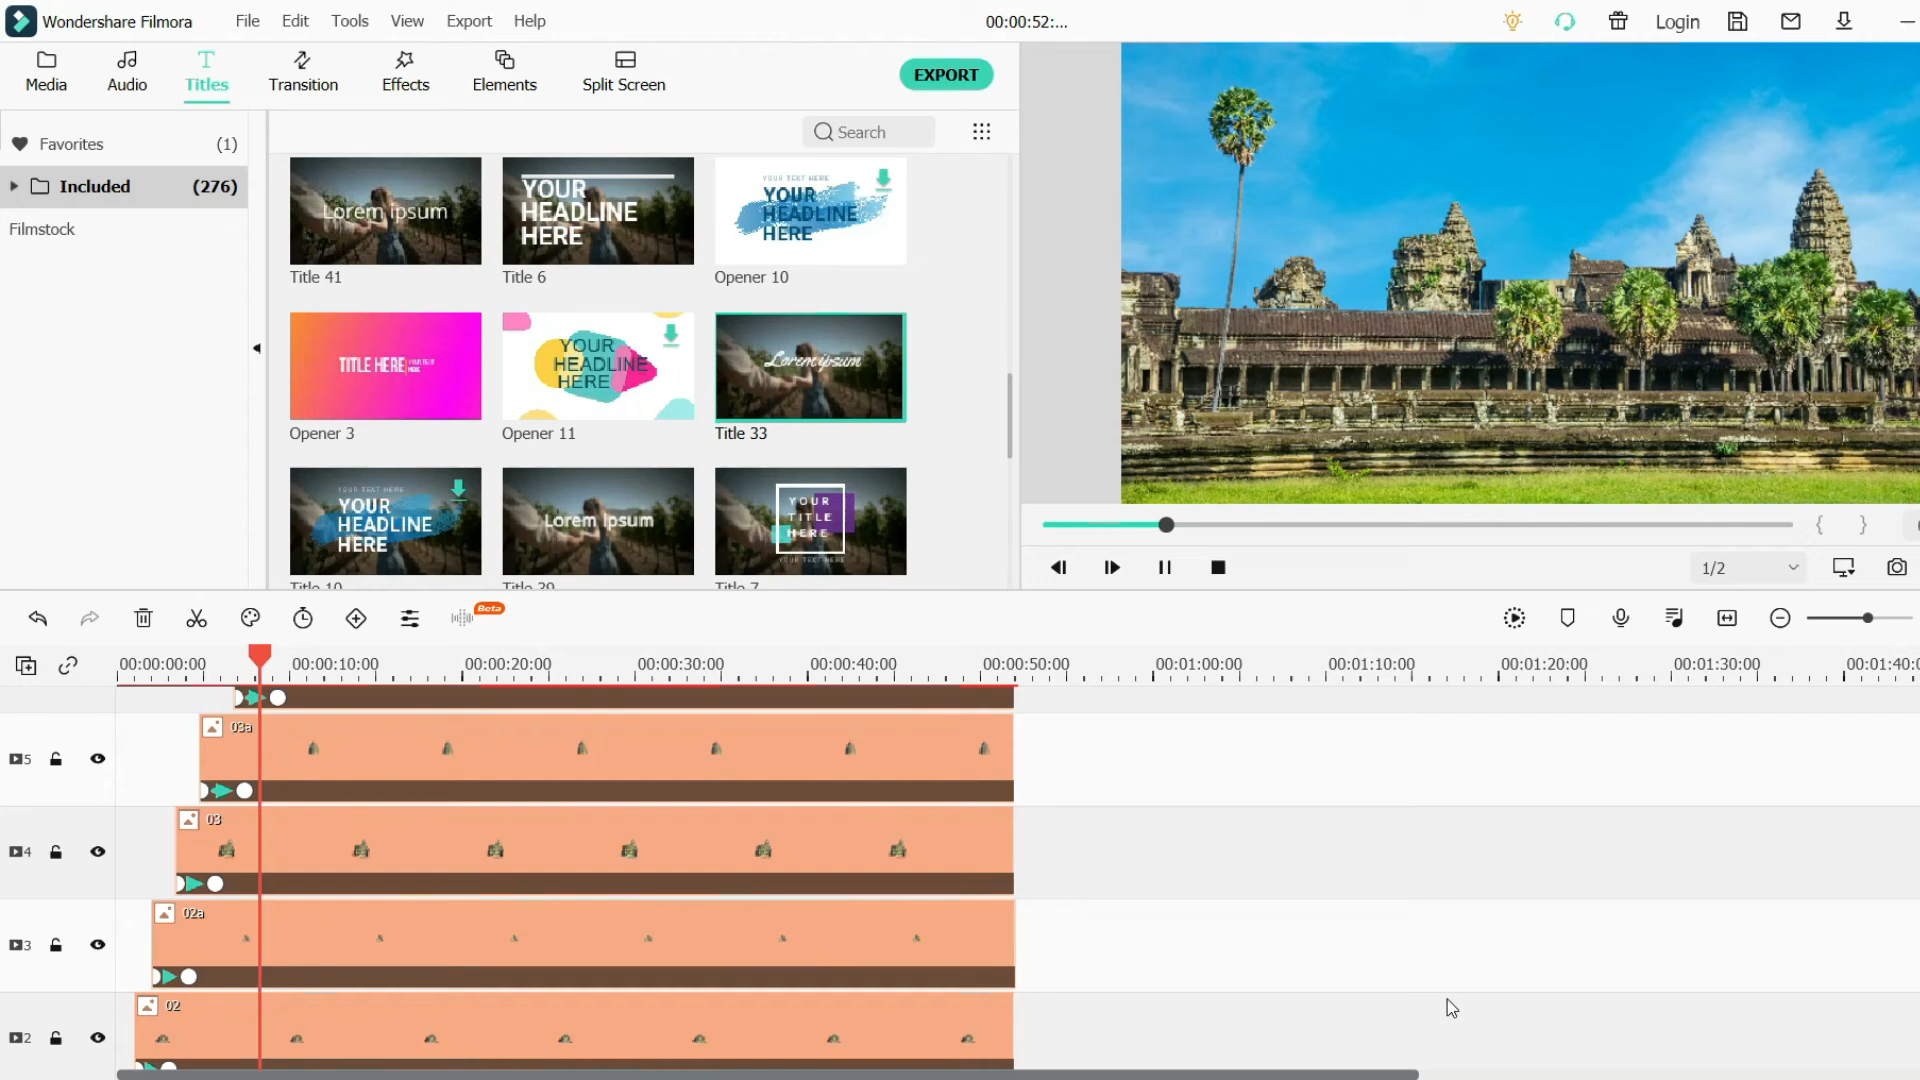 Wondershare Filmora
File
Edit
Tools
View
Export
Help
00:00:52:...
Login
Media
Audio
Titles
Transition
Effects
Elements
Split Screen
EXPORT
Favorites
(1)
Search
Included
(276)
Filmstock
Lorem ipsum
YOUR
HEADLINE
HERE
YOUR TEXT HERE
YOUR
HEADLINE
HERE
Title 41
Title 6
Opener 10
TITLE HERE
YOUR
HEADLINE
HERE
Lorem ipsum
Opener 3
Opener 11
Title 33
YOUR TEXT HERE
YOUR
HEADLINE
HERE
Lorem Ipsum
YOUR
TITLE
HERE
YOUR TEXT HERE
Title 10
Title 39
Title 7
1/2
Beta
00:00:00:00
00:00:10:00
00:00:20:00
00:00:30:00
00:00:40:00
00:00:50:00
00:01:00:00
00:01:10:00
00:01:20:00
00:01:30:00
00:01:40:0
03a
5
03
4
02a
3
02
2